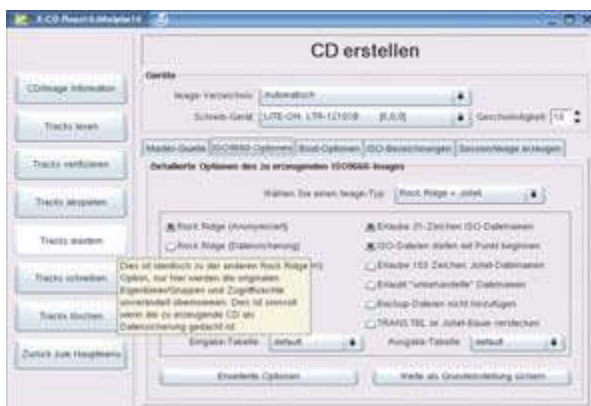 X-CD-Roast 0.98alpha14
CD erstellen
Geräte
Image-Verzeichnis: Automatisch
Schreib-Gerät: LITE-ON LTR-12101B [0,0,0]
Geschwindigkeit
CD/Image Information
Tracks lesen
Tracks verifizieren
Tracks abspielen
Tracks mastern
Tracks schreiben
Tracks löschen
Zurück zum Hauptmenü
Master-Quelle
ISO9660-Optionen
Boot-Optionen
ISO-Bezeichnungen
Session/Image erzeugen
Detailierte Optionen des zu erzeugenden ISO9660-Images
Wählen Sie einen Image-Typ: Rock Ridge + Joliet
Rock Ridge (Anonymisiert)
Rock Ridge (Datensicherung)
Erlaube 31-Zeichen ISO-Dateinamen
ISO-Dateien dürfen mit Punkt beginnen
Erlaube 103 Zeichen Joliet-Dateinamen
Erlaubt "unbehandelte" Dateinamen
Backup-Dateien nicht hinzufügen
TRANS.TBL im Joliet-Baum verstecken
Dies ist identisch zu der anderen Rock Ridge
Option, nur hier werden die originalen
Eigentümer/Gruppen und Zugriffsrechte
unverändert übernommen. Dies ist sinnvoll
wenn die zu erzeugende CD als
Datensicherung gedacht ist.
Eingabe-Tabelle default
Ausgabe-Tabelle default
Erweiterte Optionen
Werte als Grundeinstellung sichern